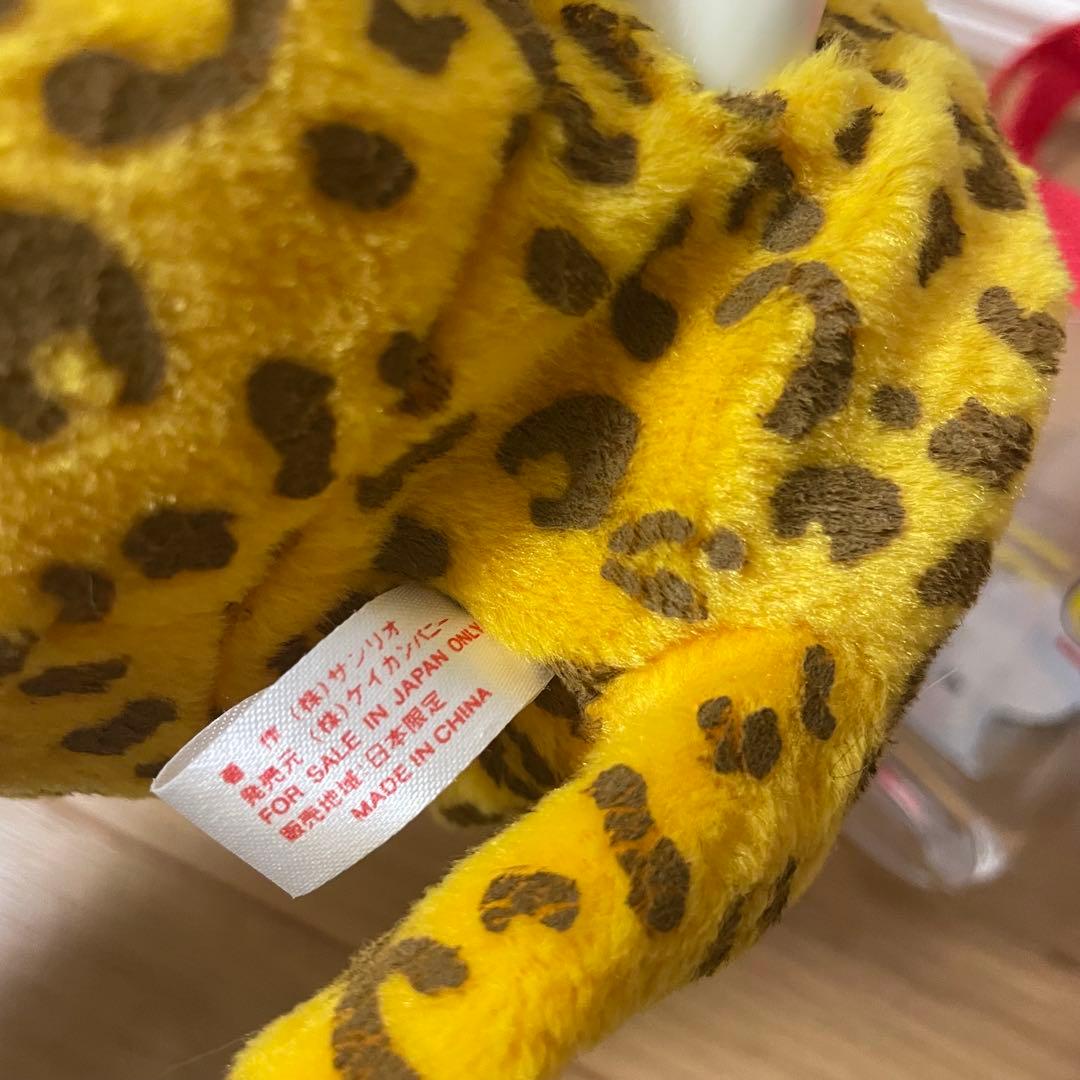 著　作 (株)サンリオ
発売元 (株)ケイカンパニー
FOR SALE IN JAPAN ONLY
販売地域:日本限定
MADE IN CHINA